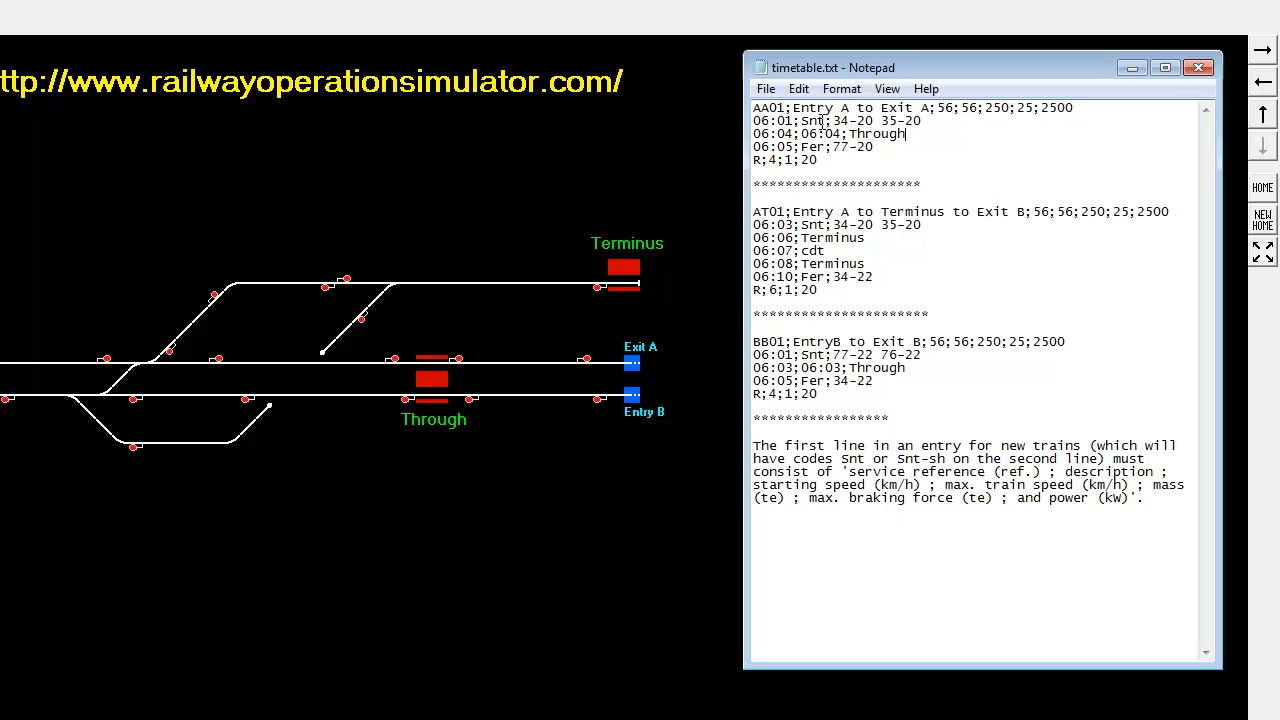 ttp://www.railwayoperationsimulator.com/
Terminus
Exit A
Entry B
Through
timetable.txt - Notepad
File Edit Format View Help
AA01;Entry A to Exit A;56;56;250;25;2500
06:01;Snt;34-20 35-20
06:04;06:04;Through
06:05;Fer;77-20
R;4;1;20
*********************
AT01;Entry A to Terminus to Exit B;56;56;250;25;2500
06:03;Snt;34-20 35-20
06:06;Terminus
06:07;cdt
06:08;Terminus
06:10;Fer;34-22
R;6;1;20
**********************
BB01;EntryB to Exit B;56;56;250;25;2500
06:01;Snt;77-22 76-22
06:03;06:03;Through
06:05;Fer;34-22
R;4;1;20
*****************
The first line in an entry for new trains (which will
have codes Snt or Snt-sh on the second line) must
consist of 'service reference (ref.) ; description ;
starting speed (km/h) ; max. train speed (km/h) ; mass
(te) ; max. braking force (te) ; and power (kw)'.
HOME
NEW
HOME